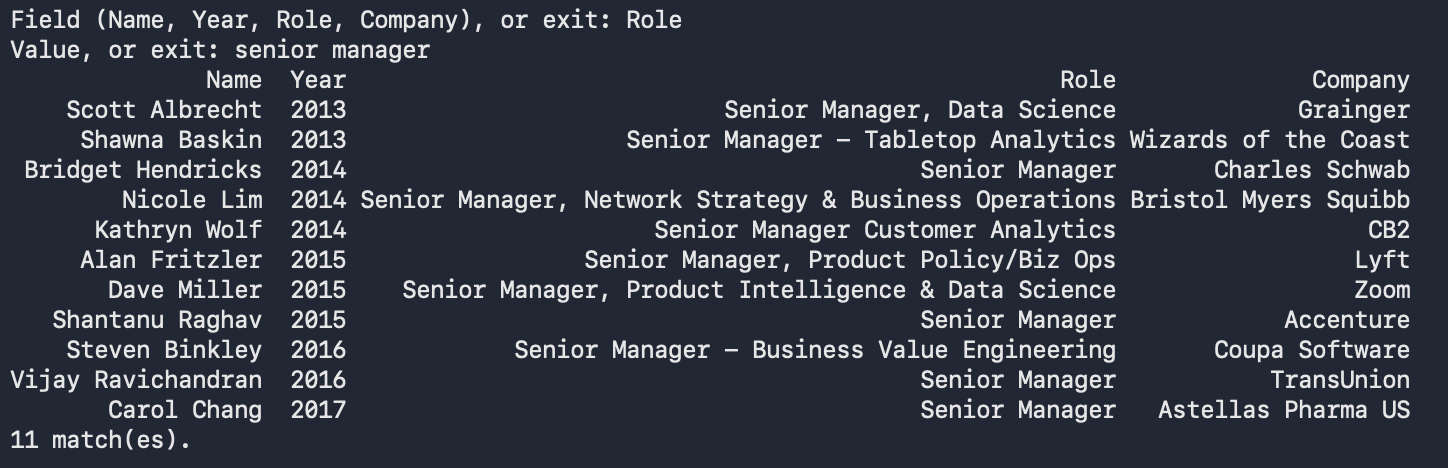 Field (Name, Year, Role, Company), or exit: Role
Value, or exit: senior manager
Name Year Role Company
Scott Albrecht 2013 Senior Manager, Data Science Grainger
Shawna Baskin 2013 Senior Manager – Tabletop Analytics Wizards of the Coast
Bridget Hendricks 2014 Senior Manager Charles Schwab
Nicole Lim 2014 Senior Manager, Network Strategy & Business Operations Bristol Myers Squibb
Kathryn Wolf 2014 Senior Manager Customer Analytics CB2
Alan Fritzler 2015 Senior Manager, Product Policy/Biz Ops Lyft
Dave Miller 2015 Senior Manager, Product Intelligence & Data Science Zoom
Shantanu Raghav 2015 Senior Manager Accenture
Steven Binkley 2016 Senior Manager – Business Value Engineering Coupa Software
Vijay Ravichandran 2016 Senior Manager TransUnion
Carol Chang 2017 Senior Manager Astellas Pharma US
11 match(es).